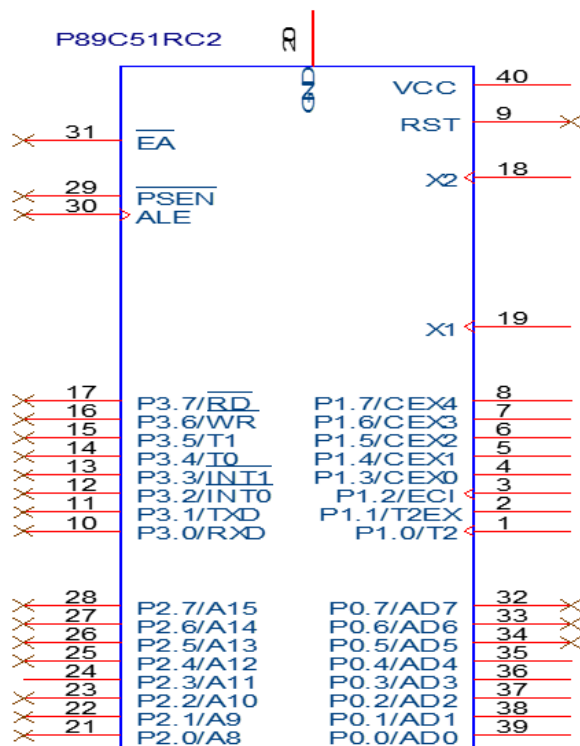 P89C51RC2
20
GND
VCC 40
RST 9
31 EA
X2 18
29 PSEN
30 ALE
X1 19
17 P3.7/RD P1.7/CEX4 8
16 P3.6/WR P1.6/CEX3 7
15 P3.5/T1 P1.5/CEX2 6
14 P3.4/T0 P1.4/CEX1 5
13 P3.3/INT1 P1.3/CEX0 4
12 P3.2/INT0 P1.2/ECI 3
11 P3.1/TXD P1.1/T2EX 2
10 P3.0/RXD P1.0/T2 1
28 P2.7/A15 P0.7/AD7 32
27 P2.6/A14 P0.6/AD6 33
26 P2.5/A13 P0.5/AD5 34
25 P2.4/A12 P0.4/AD4 35
24 P2.3/A11 P0.3/AD3 36
23 P2.2/A10 P0.2/AD2 37
22 P2.1/A9 P0.1/AD1 38
21 P2.0/A8 P0.0/AD0 39